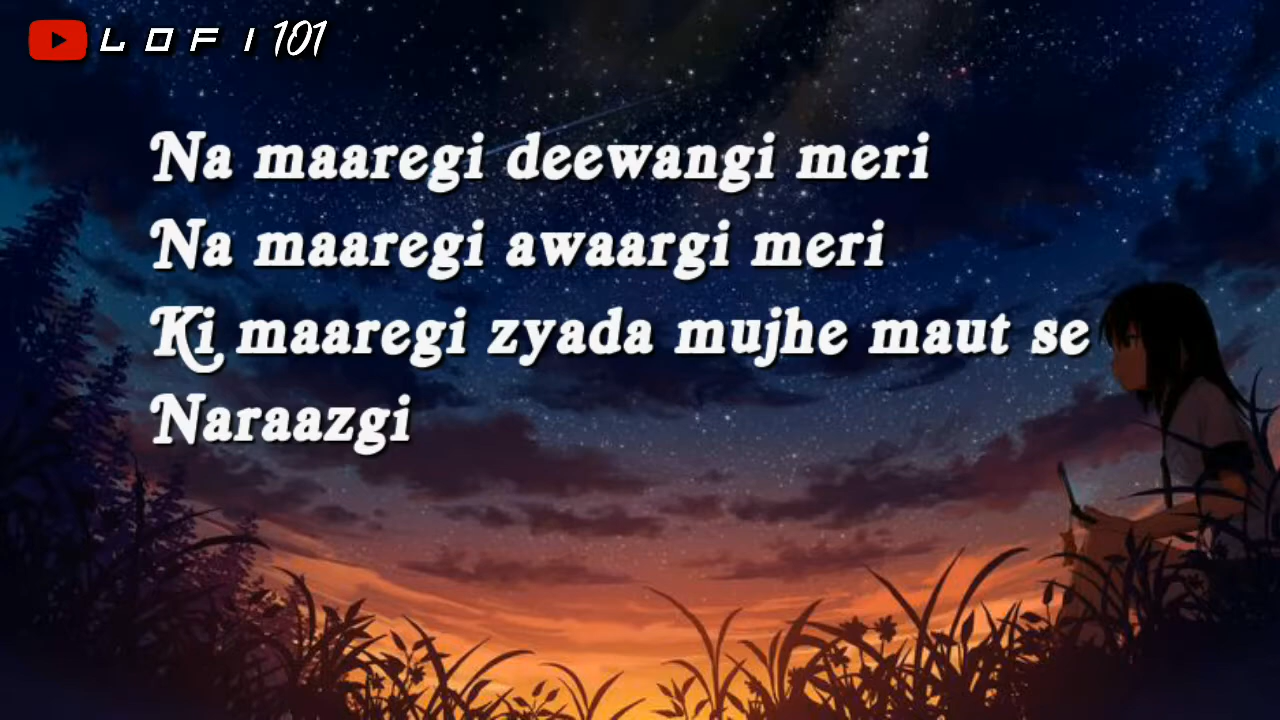 LOFI 101
Na maaregi deewangi meri
Na maaregi awaargi meri
Ki maaregi zyada mujhe maut se
Naraazgi